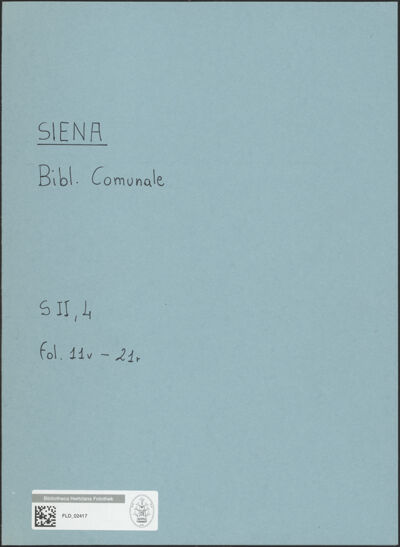 SIENA
Bibl. Comunale
S II, 4
fol. 11v – 21r
Bibliotheca Hertziana Fotothek
FLD_02417